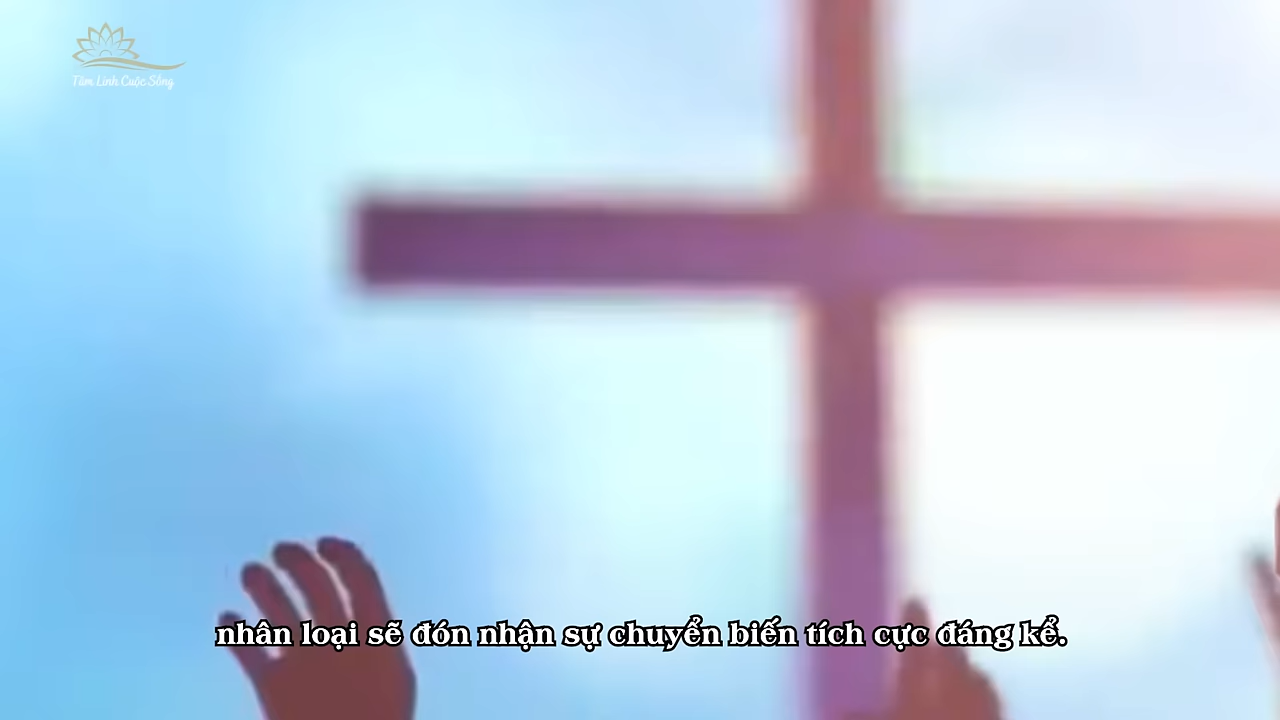 Tâm Linh Cuộc Sống
nhân loại sẽ đón nhận sự chuyển biến tích cực đáng kể.